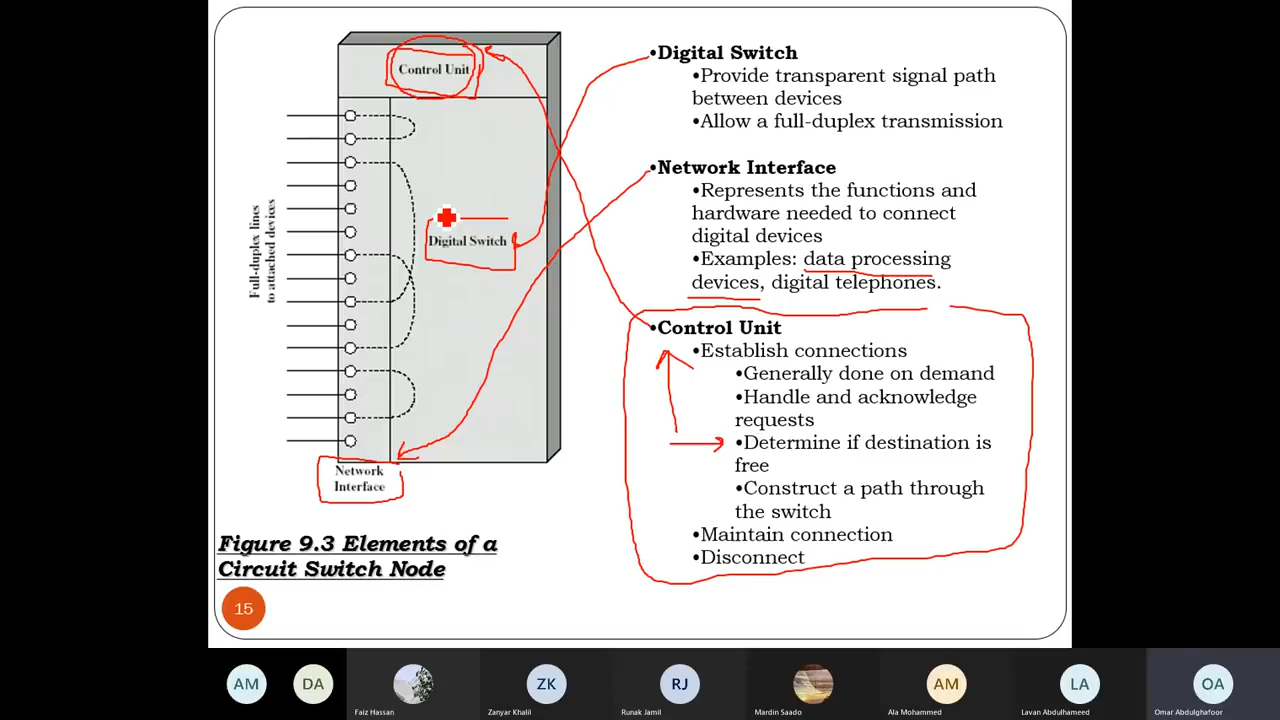 Control Unit
Full-duplex lines
to attached devices
Digital Switch
Network
Interface
Figure 9.3 Elements of a
Circuit Switch Node
15
•Digital Switch
•Provide transparent signal path
between devices
•Allow a full-duplex transmission
•Network Interface
•Represents the functions and
hardware needed to connect
digital devices
•Examples: data processing
devices, digital telephones.
•Control Unit
•Establish connections
•Generally done on demand
•Handle and acknowledge
requests
•Determine if destination is
free
•Construct a path through
the switch
•Maintain connection
•Disconnect
AM
DA
ZK
RJ
AM
LA
OA
Faiz Hassan
Zanyar Khalil
Runak Jamil
Mardin Saado
Ala Mohammed
Lavan Abdulhameed
Omar Abdulghafoor